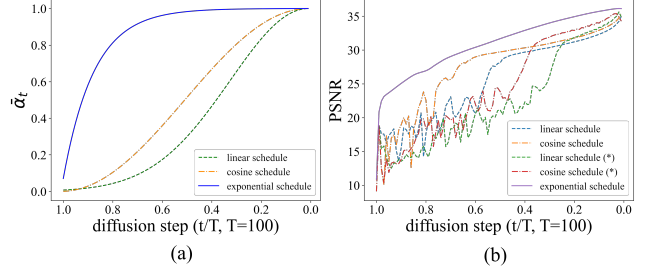 1.0
0.8
0.6
0.4
0.2
0.0
ᾱt
linear schedule
cosine schedule
exponential schedule
1.0 0.8 0.6 0.4 0.2 0.0
diffusion step (t/T, T=100)
(a)
35
30
25
20
15
10
PSNR
linear schedule
cosine schedule
linear schedule (*)
cosine schedule (*)
exponential schedule
1.0 0.8 0.6 0.4 0.2 0.0
diffusion step (t/T, T=100)
(b)